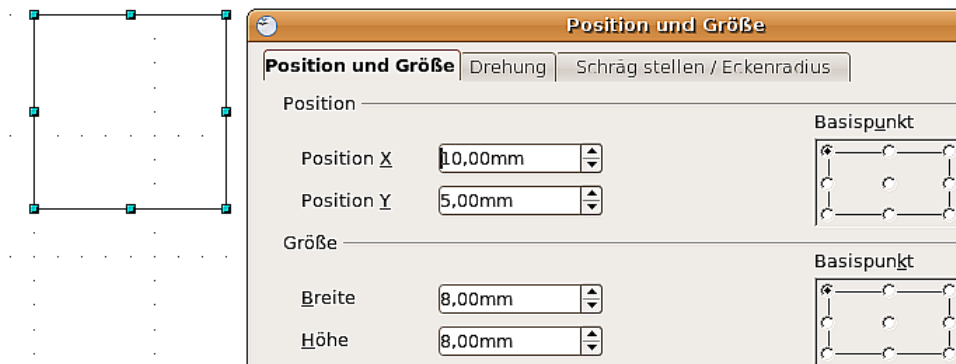 Position und Größe
Position und Größe Drehung Schräg stellen / Eckenradius
Position
Basispunkt
Position X 10,00mm
Position Y 5,00mm
Größe
Basispunkt
Breite 8,00mm
Höhe 8,00mm